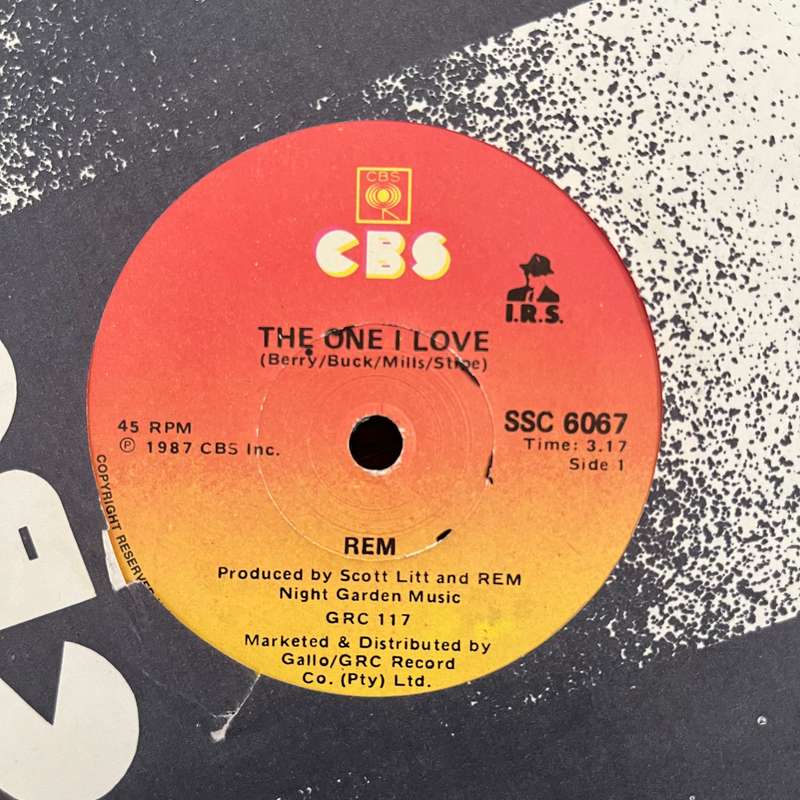 CBS
CBS
I.R.S.
THE ONE I LOVE
(Berry/Buck/Mills/Stipe)
45 RPM
℗ 1987 CBS Inc.
SSC 6067
Time: 3.17
Side 1
COPYRIGHT RESERVE
REM
Produced by Scott Litt and REM
Night Garden Music
GRC 117
Marketed & Distributed by
Gallo/GRC Record
Co. (Pty) Ltd.
CBS